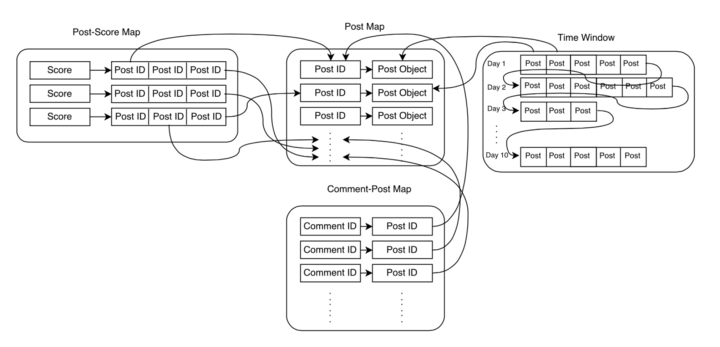 Post-Score Map
Score
Post ID Post ID Post ID
Score
Post ID Post ID Post ID
Score
Post ID Post ID Post ID
Post Map
Post ID Post Object
Post ID Post Object
Post ID Post Object
Time Window
Day 1 Post Post Post Post Post
Day 2 Post Post Post Post Post Post
Day 3 Post Post Post
Day 10 Post Post Post Post Post
Comment-Post Map
Comment ID Post ID
Comment ID Post ID
Comment ID Post ID